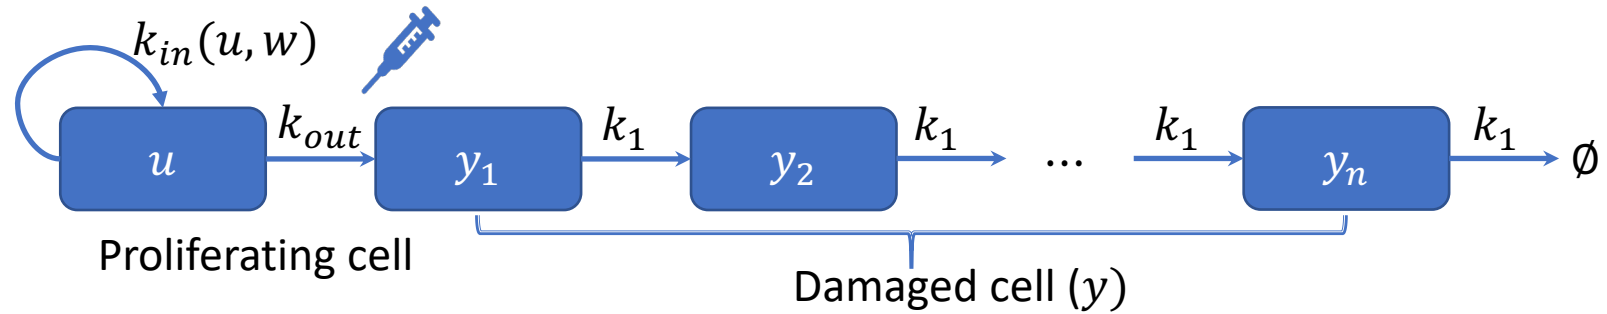 k_in(u, w)
k_out k_1 k_1 k_1 k_1
u y_1 y_2 ... y_n ∅
Proliferating cell
Damaged cell (y)